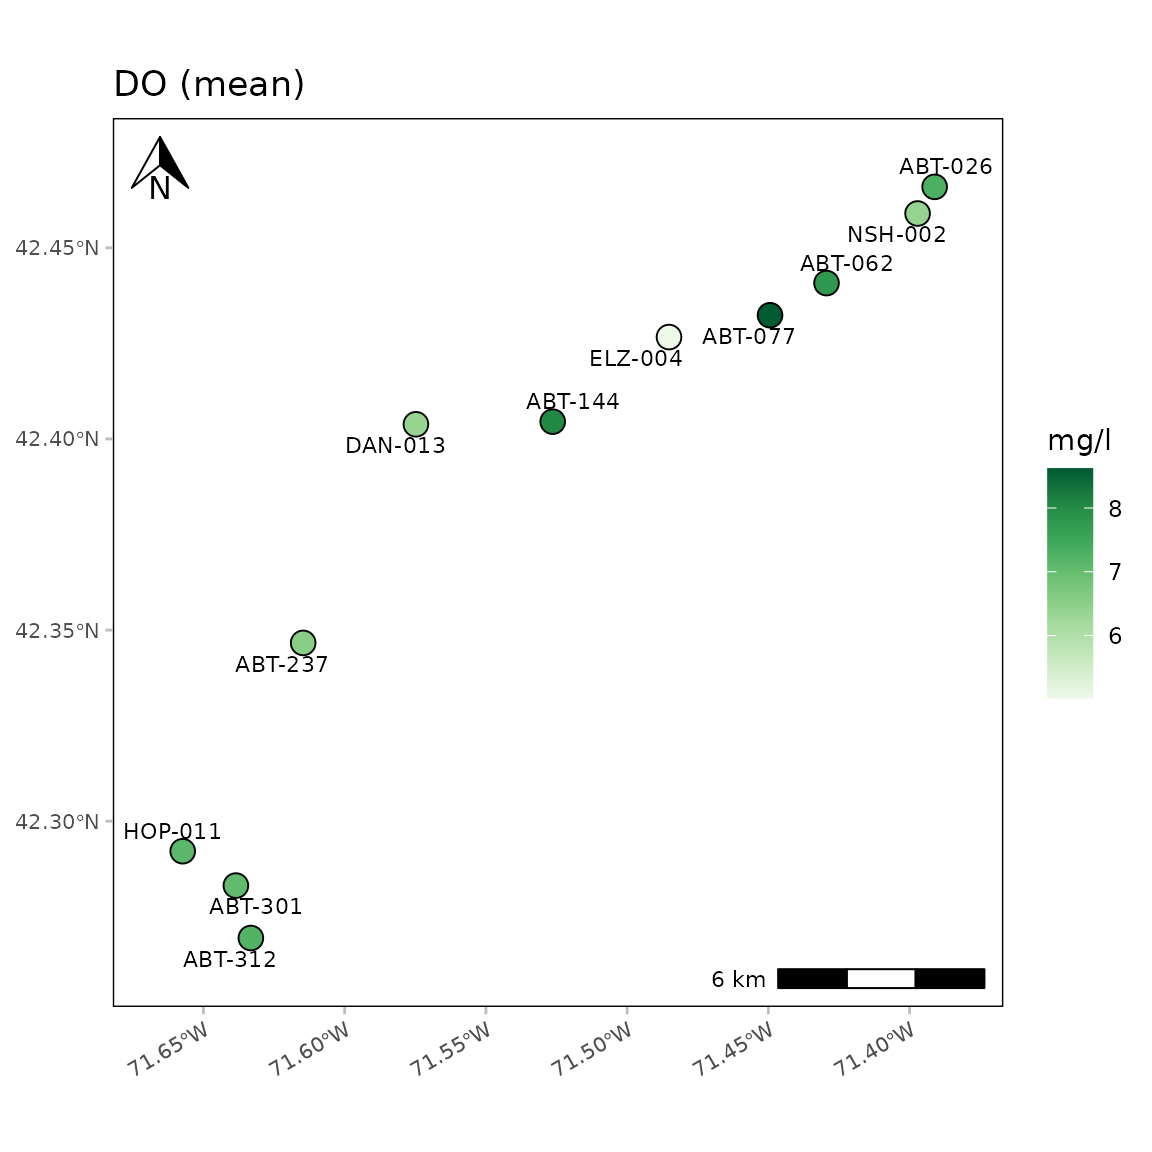 DO (mean)
N
ABT-026
NSH-002
ABT-062
ABT-077
ELZ-004
ABT-144
DAN-013
ABT-237
HOP-011
ABT-301
ABT-312
6 km
42.45°N
42.40°N
42.35°N
42.30°N
71.65°W
71.60°W
71.55°W
71.50°W
71.45°W
71.40°W
mg/l
8
7
6